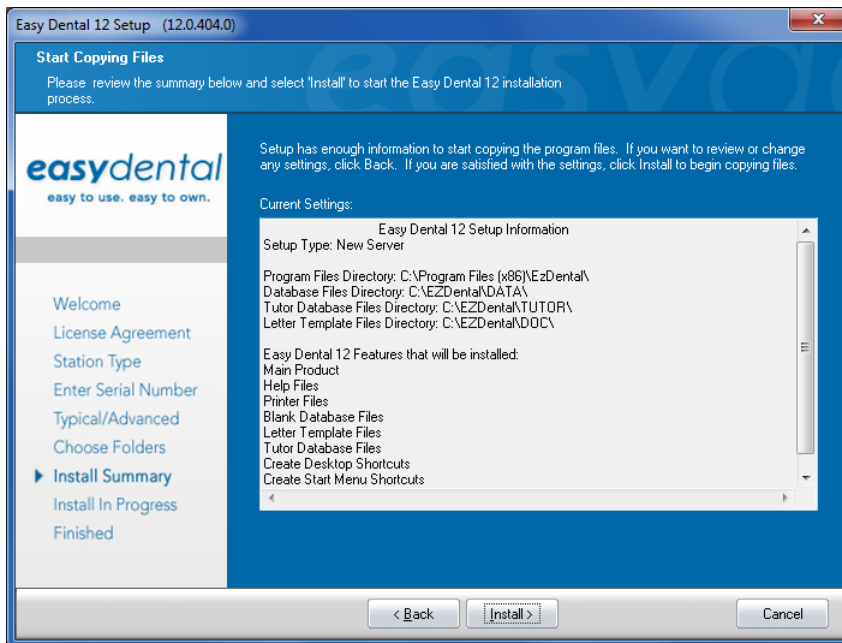 Easy Dental 12 Setup (12.0.404.0)
Start Copying Files
Please review the summary below and select 'Install' to start the Easy Dental 12 installation
process.
easydental
easy to use. easy to own.
Welcome
License Agreement
Station Type
Enter Serial Number
Typical/Advanced
Choose Folders
Install Summary
Install In Progress
Finished
Setup has enough information to start copying the program files. If you want to review or change
any settings, click Back. If you are satisfied with the settings, click Install to begin copying files.
Current Settings:
Easy Dental 12 Setup Information
Setup Type: New Server
Program Files Directory: C:\Program Files (x86)\EzDental\
Database Files Directory: C:\EZDental\DATA\
Tutor Database Files Directory: C:\EZDental\TUTOR\
Letter Template Files Directory: C:\EZDental\DOC\
Easy Dental 12 Features that will be installed:
Main Product
Help Files
Printer Files
Blank Database Files
Letter Template Files
Tutor Database Files
Create Desktop Shortcuts
Create Start Menu Shortcuts
< Back
Install >
Cancel